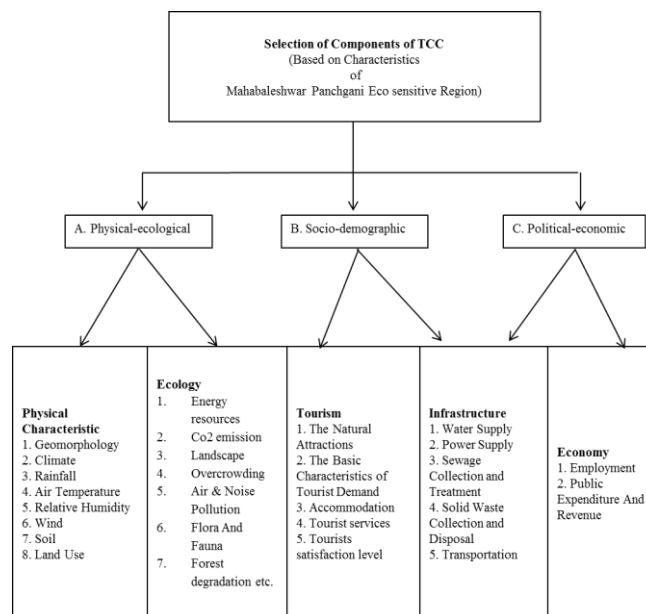 Selection of Components of TCC
(Based on Characteristics
of
Mahabaleshwar Panchgani Eco sensitive Region)
A. Physical-ecological
B. Socio-demographic
C. Political-economic
Physical
Characteristic
1. Geomorphology
2. Climate
3. Rainfall
4. Air Temperature
5. Relative Humidity
6. Wind
7. Soil
8. Land Use
Ecology
1. Energy
resources
2. Co2 emission
3. Landscape
4. Overcrowding
5. Air & Noise
Pollution
6. Flora And
Fauna
7. Forest
degradation etc.
Tourism
1. The Natural
Attractions
2. The Basic
Characteristics of
Tourist Demand
3. Accommodation
4. Tourist services
5. Tourists
satisfaction level
Infrastructure
1. Water Supply
2. Power Supply
3. Sewage
Collection and
Treatment
4. Solid Waste
Collection and
Disposal
5. Transportation
Economy
1. Employment
2. Public
Expenditure And
Revenue